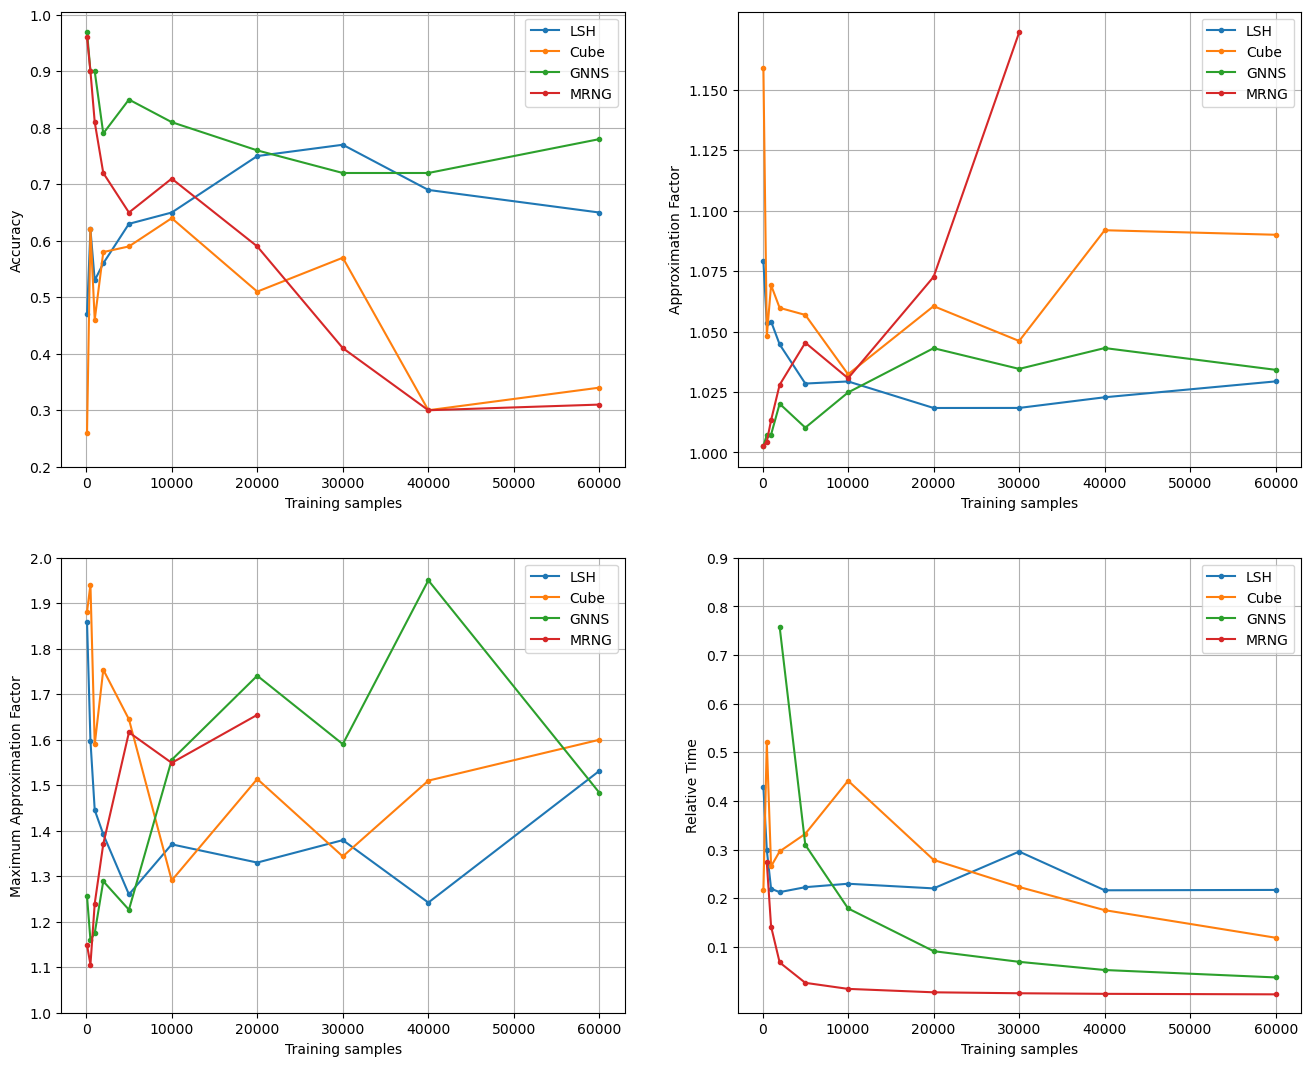 1.0
0.9
0.8
0.7
0.6
0.5
0.4
0.3
0.2
Accuracy
0 10000 20000 30000 40000 50000 60000
Training samples
LSH
Cube
GNNS
MRNG
1.150
1.125
1.100
1.075
1.050
1.025
1.000
Approximation Factor
0 10000 20000 30000 40000 50000 60000
Training samples
LSH
Cube
GNNS
MRNG
2.0
1.9
1.8
1.7
1.6
1.5
1.4
1.3
1.2
1.1
1.0
Maximum Approximation Factor
0 10000 20000 30000 40000 50000 60000
Training samples
LSH
Cube
GNNS
MRNG
0.9
0.8
0.7
0.6
0.5
0.4
0.3
0.2
0.1
Relative Time
0 10000 20000 30000 40000 50000 60000
Training samples
LSH
Cube
GNNS
MRNG